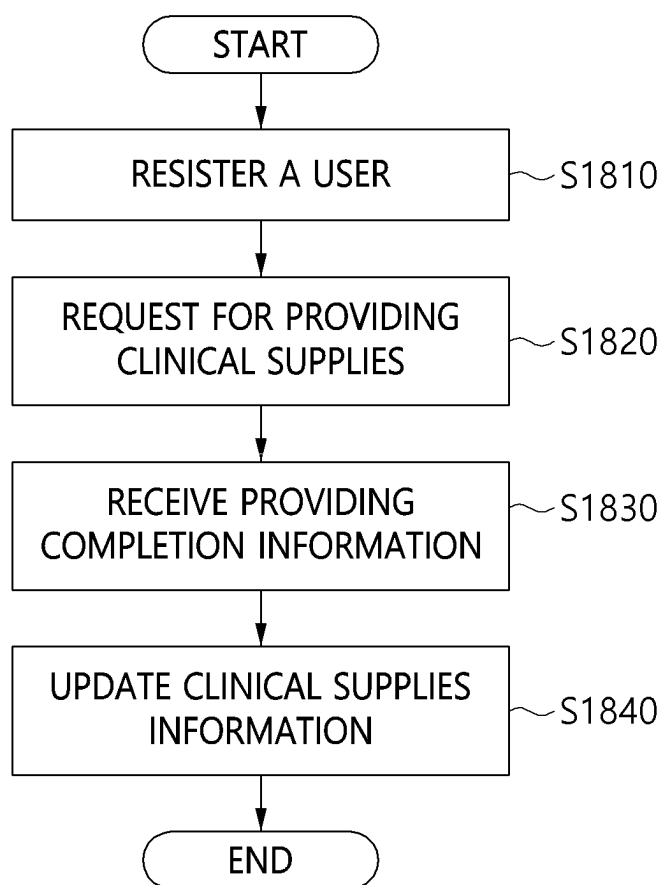 START
RESISTER A USER
S1810
REQUEST FOR PROVIDING
CLINICAL SUPPLIES
S1820
RECEIVE PROVIDING
COMPLETION INFORMATION
S1830
UPDATE CLINICAL SUPPLIES
INFORMATION
S1840
END